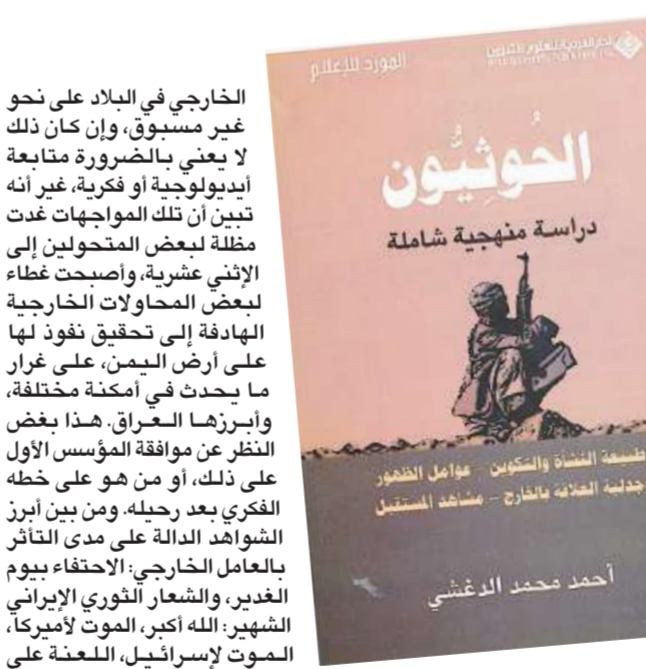 الخارجي في البلاد على نحو
غير مسبوق، وإن كان ذلك
لا يعني بالضرورة متابعة
أيديولوجية أو فكرية، غير أنه
تبين أن تلك المواجهات غدت
مظلة لبعض المتحولين إلى
الإثني عشرية، وأصبحت غطاء
لبعض المحاولات الخارجية
الهادفة إلى تحقيق نفوذ لها
على أرض اليمن، على غرار
ما يحدث في أمكنة مختلفة،
وأبرزها العراق. هذا بغض
النظر عن موافقة المؤسس الأول
على ذلك، أو من هو على خطه
الفكري بعد رحيله. ومن بين أبرز
الشواهد الدالة على مدى التأثر
بالعامل الخارجي: الاحتفاء بيوم
الغدير، والشعار الثوري الإيراني
الشهير: الله أكبر، الموت لأميركا،
الموت لإسرائيل، اللعنة على
الحُوثيُّون
دراسة منهجية شاملة
طبيعة النشأة والتكوين - عوامل الظهور
جدلية العلاقة بالخارج - مشاهد المستقبل
أحمد محمد الدغشي